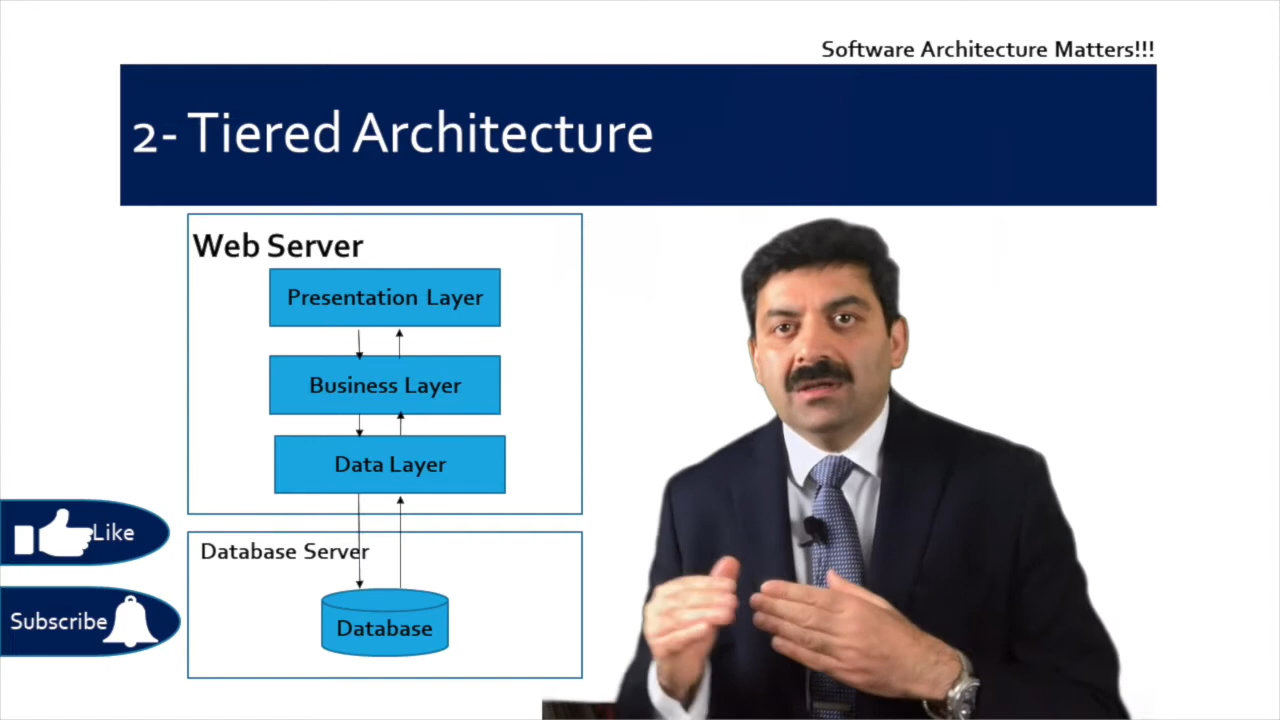 Software Architecture Matters!!!
2- Tiered Architecture
Web Server
Presentation Layer
Business Layer
Data Layer
Like
Database Server
Subscribe
Database